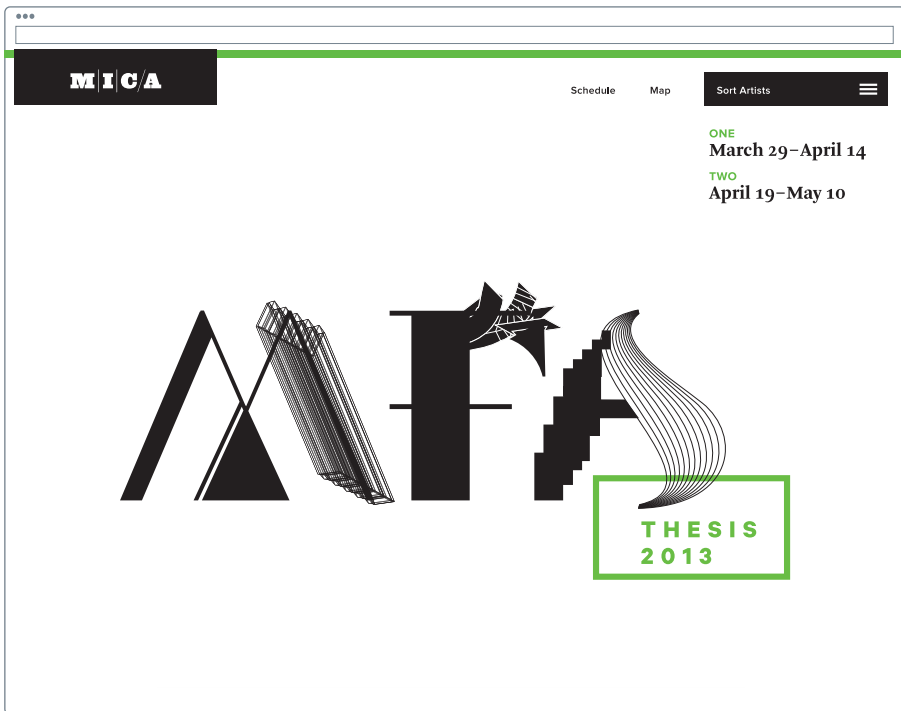 M|I|C/A
Schedule
Map
Sort Artists
ONE
March 29–April 14
TWO
April 19–May 10
MFA
THESIS
2013